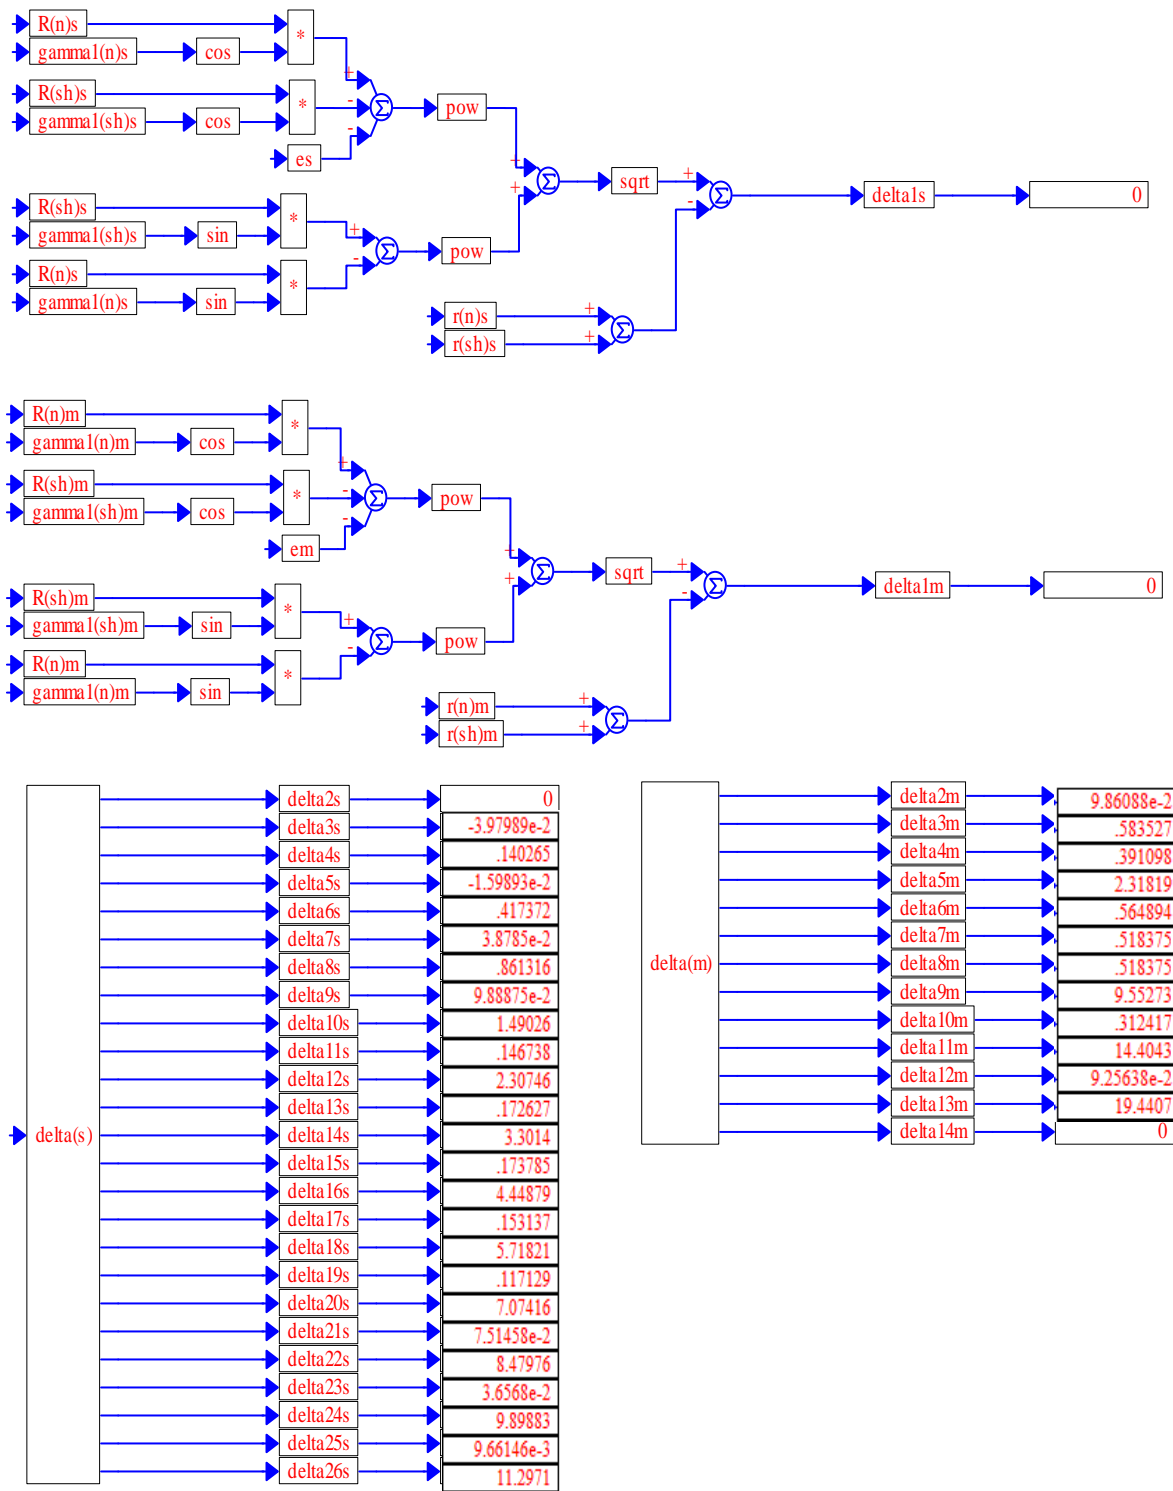 R(n)s
*
gamma1(n)s cos
+
R(sh)s
*
-
Σ
pow
gamma1(sh)s cos
-
es
+
Σ
sqrt
+
Σ
delta1s
0
+
-
R(sh)s
*
gamma1(sh)s sin
+
Σ
pow
-
R(n)s
*
gamma1(n)s sin
r(n)s
+
Σ
r(sh)s
+
R(n)m
*
gamma1(n)m cos
+
R(sh)m
*
-
Σ
pow
gamma1(sh)m cos
-
em
+
Σ
sqrt
+
Σ
delta1m
0
+
-
R(sh)m
*
gamma1(sh)m sin
+
Σ
pow
-
R(n)m
*
gamma1(n)m sin
r(n)m
+
Σ
r(sh)m
+
delta(s)
delta2s 0
delta3s -3.97989e-2
delta4s .140265
delta5s -1.59893e-2
delta6s .417372
delta7s 3.8785e-2
delta8s .861316
delta9s 9.88875e-2
delta10s 1.49026
delta11s .146738
delta12s 2.30746
delta13s .172627
delta14s 3.3014
delta15s .173785
delta16s 4.44879
delta17s .153137
delta18s 5.71821
delta19s .117129
delta20s 7.07416
delta21s 7.51458e-2
delta22s 8.47976
delta23s 3.6568e-2
delta24s 9.89883
delta25s 9.66146e-3
delta26s 11.2971
delta(m)
delta2m 9.86088e-2
delta3m .583527
delta4m .391098
delta5m 2.31819
delta6m .564894
delta7m .518375
delta8m .518375
delta9m 9.55273
delta10m .312417
delta11m 14.4043
delta12m 9.25638e-2
delta13m 19.4407
delta14m 0